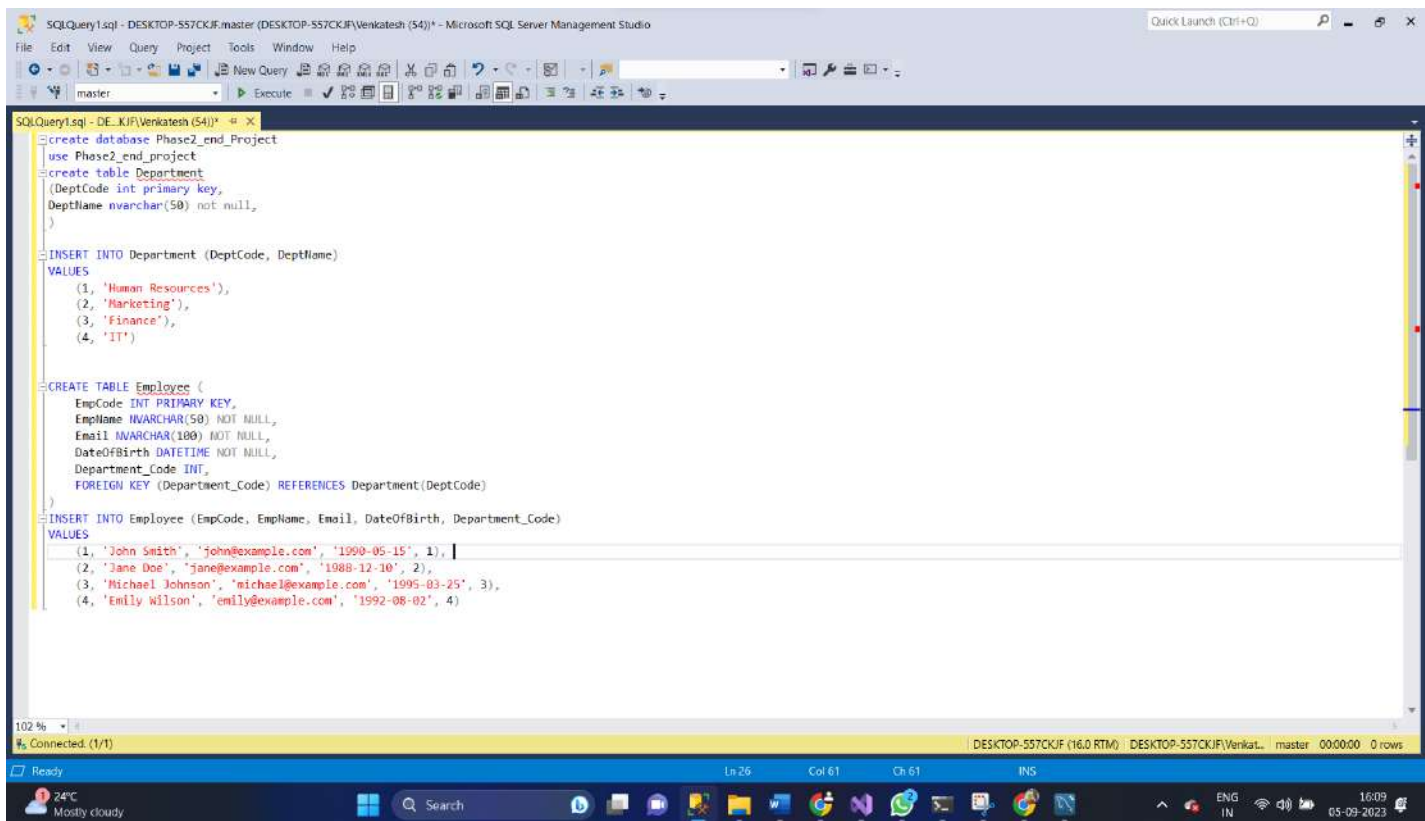 SQLQuery1.sql - DESKTOP-557CKJF.master (DESKTOP-557CKJF\Venkatesh (54))* - Microsoft SQL Server Management Studio
Quick Launch (Ctrl+Q)
File Edit View Query Project Tools Window Help
New Query
master Execute
SQLQuery1.sql - DE...KJF\Venkatesh (54))*
create database Phase2_end_Project
use Phase2_end_project
create table Department
(DeptCode int primary key,
DeptName nvarchar(50) not null,
)
INSERT INTO Department (DeptCode, DeptName)
VALUES
(1, 'Human Resources'),
(2, 'Marketing'),
(3, 'Finance'),
(4, 'IT')
CREATE TABLE Employee (
EmpCode INT PRIMARY KEY,
EmpName NVARCHAR(50) NOT NULL,
Email NVARCHAR(100) NOT NULL,
DateOfBirth DATETIME NOT NULL,
Department_Code INT,
FOREIGN KEY (Department_Code) REFERENCES Department(DeptCode)
)
INSERT INTO Employee (EmpCode, EmpName, Email, DateOfBirth, Department_Code)
VALUES
(1, 'John Smith', 'john@example.com', '1990-05-15', 1),
(2, 'Jane Doe', 'jane@example.com', '1988-12-10', 2),
(3, 'Michael Johnson', 'michael@example.com', '1995-03-25', 3),
(4, 'Emily Wilson', 'emily@example.com', '1992-08-02', 4)
102 %
Connected. (1/1) DESKTOP-557CKJF (16.0 RTM) DESKTOP-557CKJF\Venkat... master 00:00:00 0 rows
Ready Ln 26 Col 61 Ch 61 INS
1 24°C
Mostly cloudy
Search
ENG
IN
16:09
05-09-2023